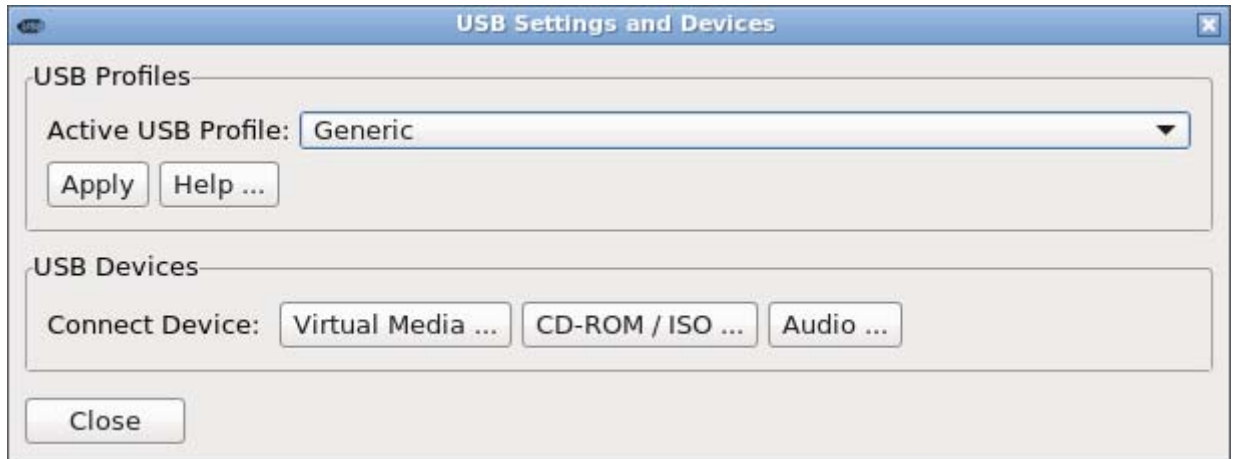 USB Settings and Devices
USB Profiles
Active USB Profile: Generic
Apply Help ...
USB Devices
Connect Device: Virtual Media ... CD-ROM / ISO ... Audio ...
Close